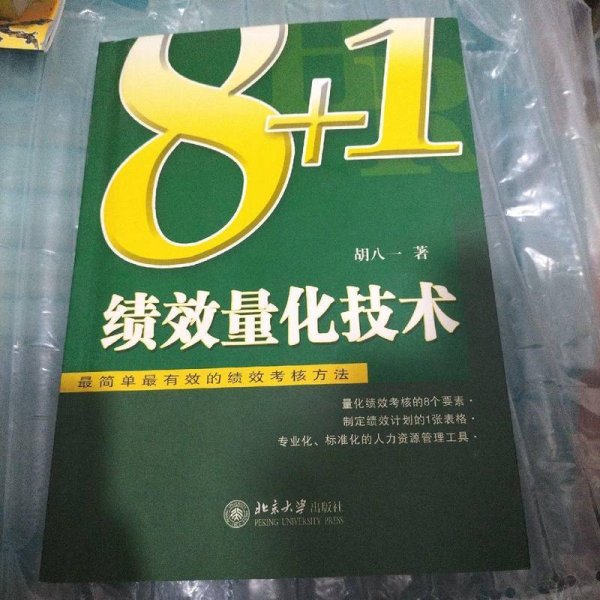 8+1
胡八一 著
绩效量化技术
最简单最有效的绩效考核方法
量化绩效考核的8个要素·
制定绩效计划的1张表格·
专业化、标准化的人力资源管理工具·
北京大学出版社
PEKING UNIVERSITY PRESS